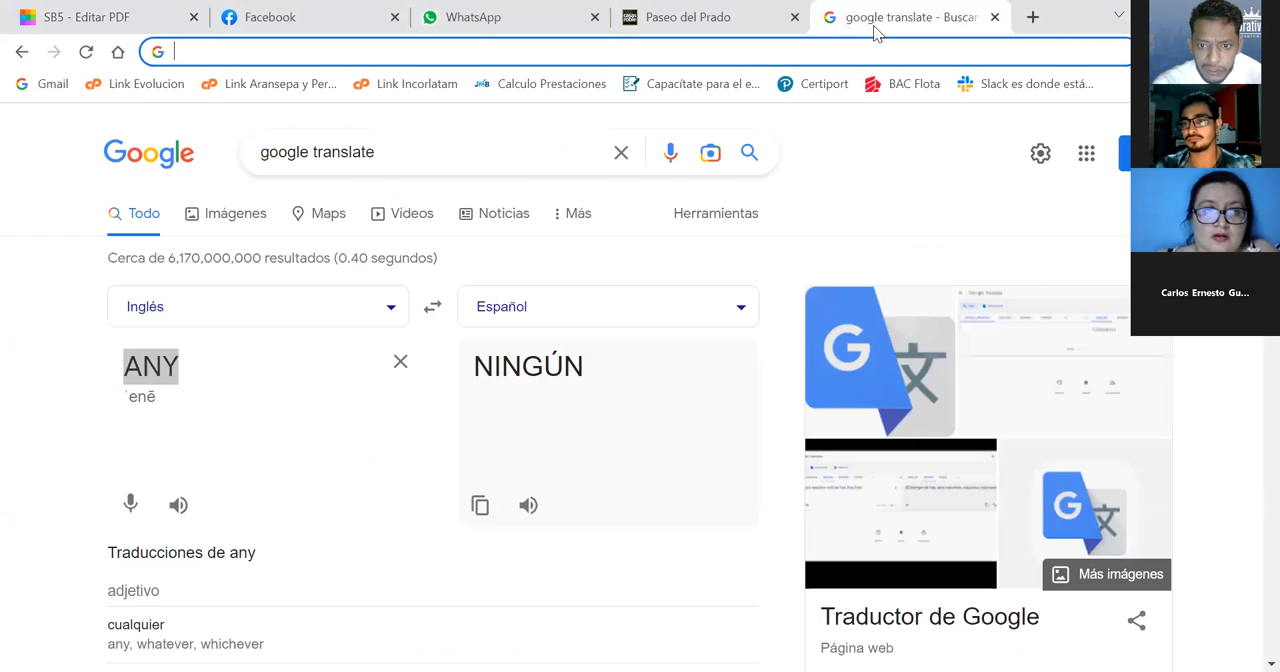 SB5 - Editar PDF
Facebook
WhatsApp
Paseo del Prado
google translate - Buscar
Gmail
Link Evolucion
Link Aransepa y Per...
Link Incorlatam
Calculo Prestaciones
Capacítate para el e...
Certiport
BAC Flota
Slack es donde está...
Google
google translate
Todo
Imágenes
Maps
Vídeos
Noticias
Más
Herramientas
Cerca de 6,170,000,000 resultados (0.40 segundos)
Inglés
Español
ANY
ˈenē
NINGÚN
Traducciones de any
adjetivo
cualquier
any, whatever, whichever
Más imágenes
Traductor de Google
Página web
Carlos Ernesto Gu...